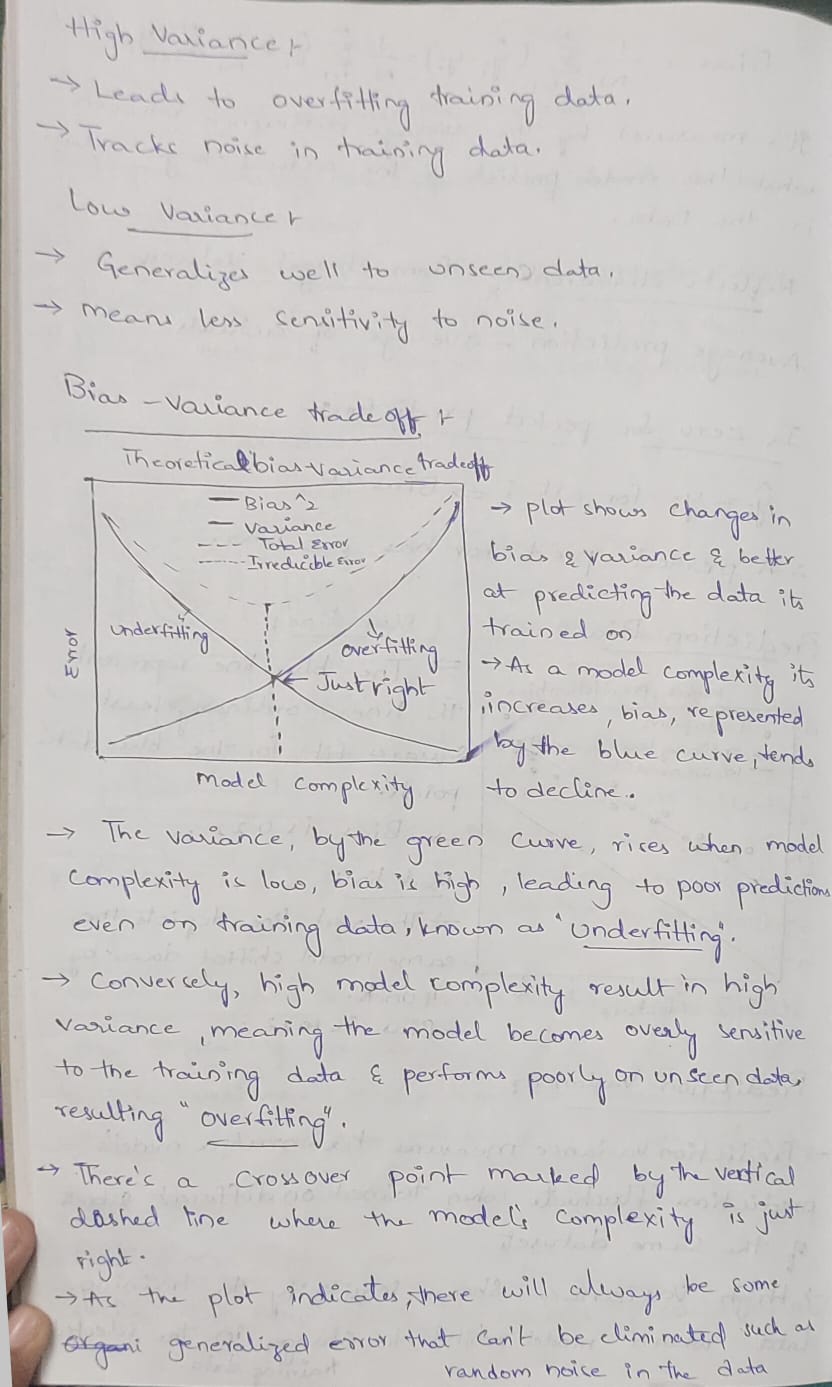 High Variance :-
→ Leads to overfitting training data.
→ Tracks noise in training data.
Low Variance :-
→ Generalizes well to unseen data.
→ means less sensitivity to noise.
Bias - Variance trade off :-
Theoretical bias-variance tradeoff
— Bias^2
— Variance
--- Total Error
------ Irreducible Error
underfitting
overfitting
Just right
Error
Model Complexity
→ plot shows changes in
bias & variance & better
at predicting the data its
trained on
→ As a model complexity its
increases, bias, represented
by the blue curve, tends
to decline.
→ The variance, by the green curve, rises when model
complexity is low, bias is high, leading to poor predictions
even on training data, known as "Underfitting".
→ Conversely, high model complexity result in high
variance, meaning the model becomes overly sensitive
to the training data & performs poorly on unseen data,
resulting "overfitting".
→ There's a crossover point marked by the vertical
dashed line where the model's complexity is just
right.
→ As the plot indicates, there will always be some
Organi generalized error that can't be eliminated such as
random noise in the data